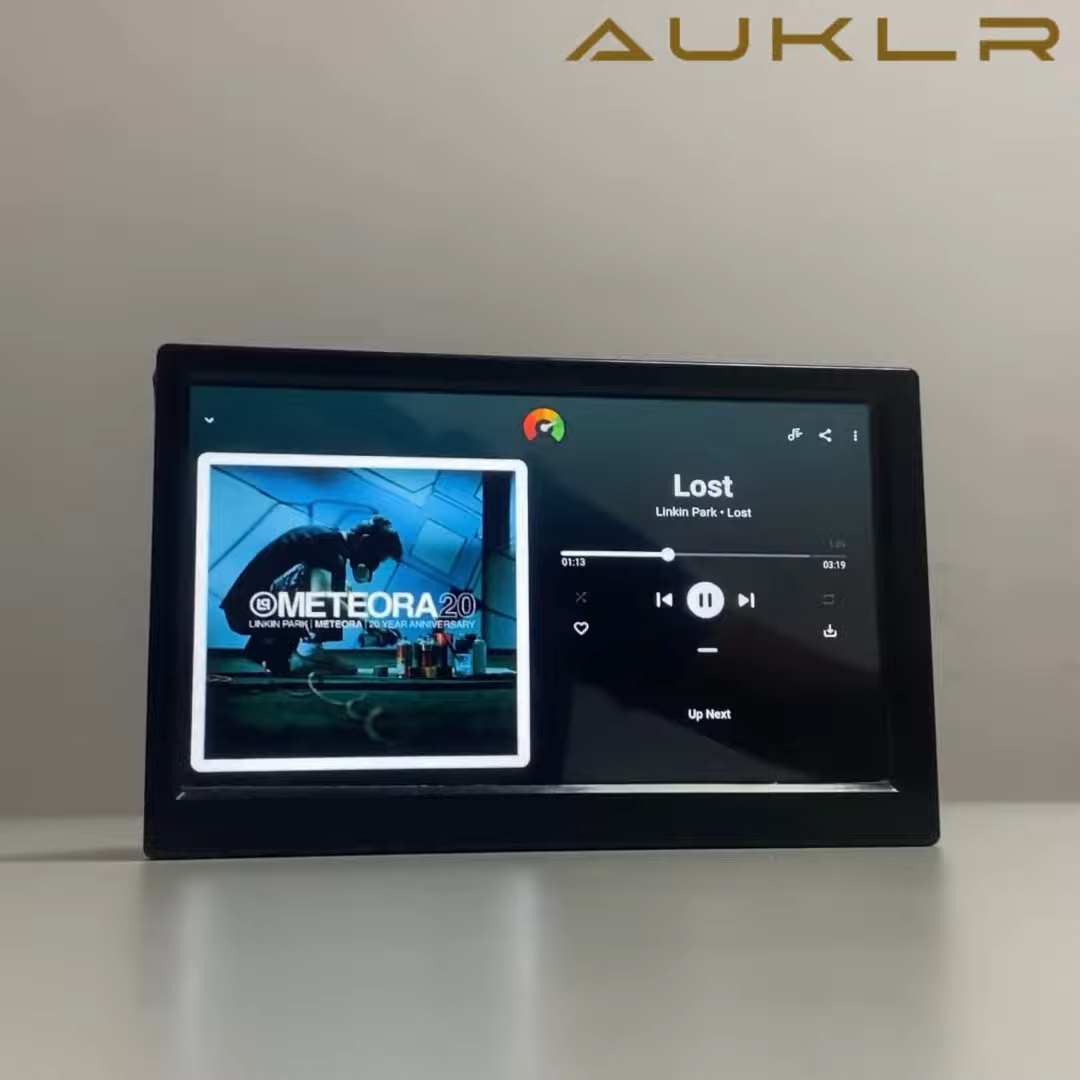 AUKLR
Lost
Linkin Park • Lost
01:13
03:19
METEORA20
LINKIN PARK | METEORA | 20 YEAR ANNIVERSARY
Up Next